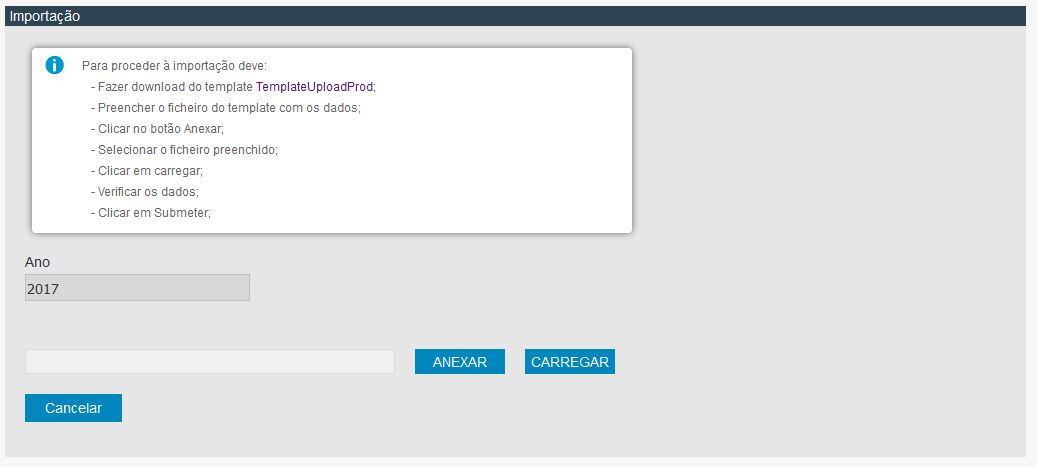 Importação
Para proceder à importação deve:
- Fazer download do template TemplateUploadProd;
- Preencher o ficheiro do template com os dados;
- Clicar no botão Anexar;
- Selecionar o ficheiro preenchido;
- Clicar em carregar;
- Verificar os dados;
- Clicar em Submeter;
Ano
2017
ANEXAR CARREGAR
Cancelar